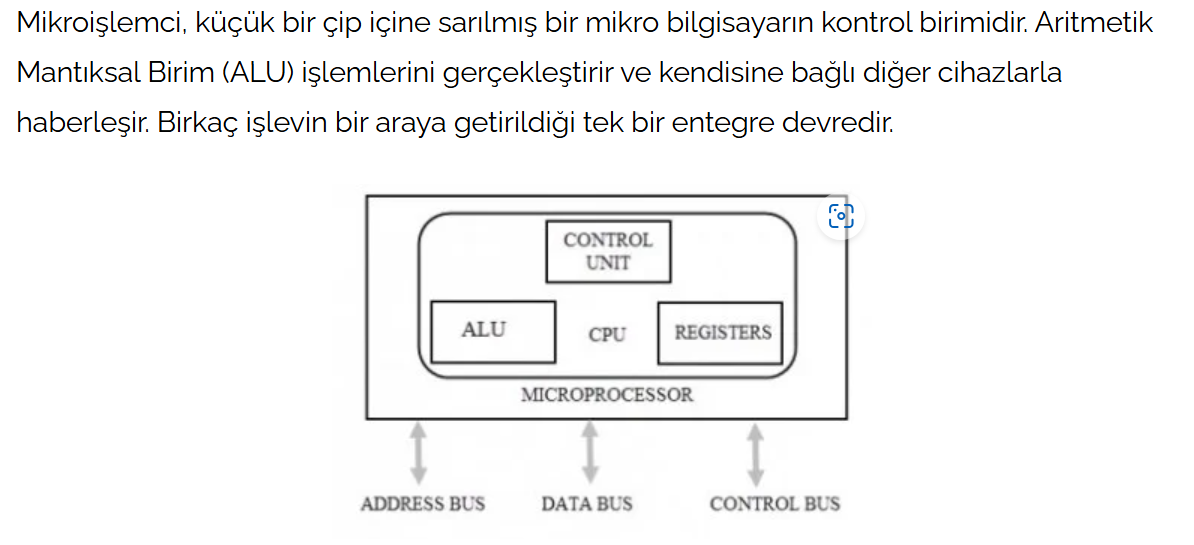 Mikroişlemci, küçük bir çip içine sarılmış bir mikro bilgisayarın kontrol birimidir. Aritmetik
Mantıksal Birim (ALU) işlemlerini gerçekleştirir ve kendisine bağlı diğer cihazlarla
haberleşir. Birkaç işlevin bir araya getirildiği tek bir entegre devredir.
CONTROL
UNIT
ALU
CPU
REGISTERS
MICROPROCESSOR
ADDRESS BUS
DATA BUS
CONTROL BUS